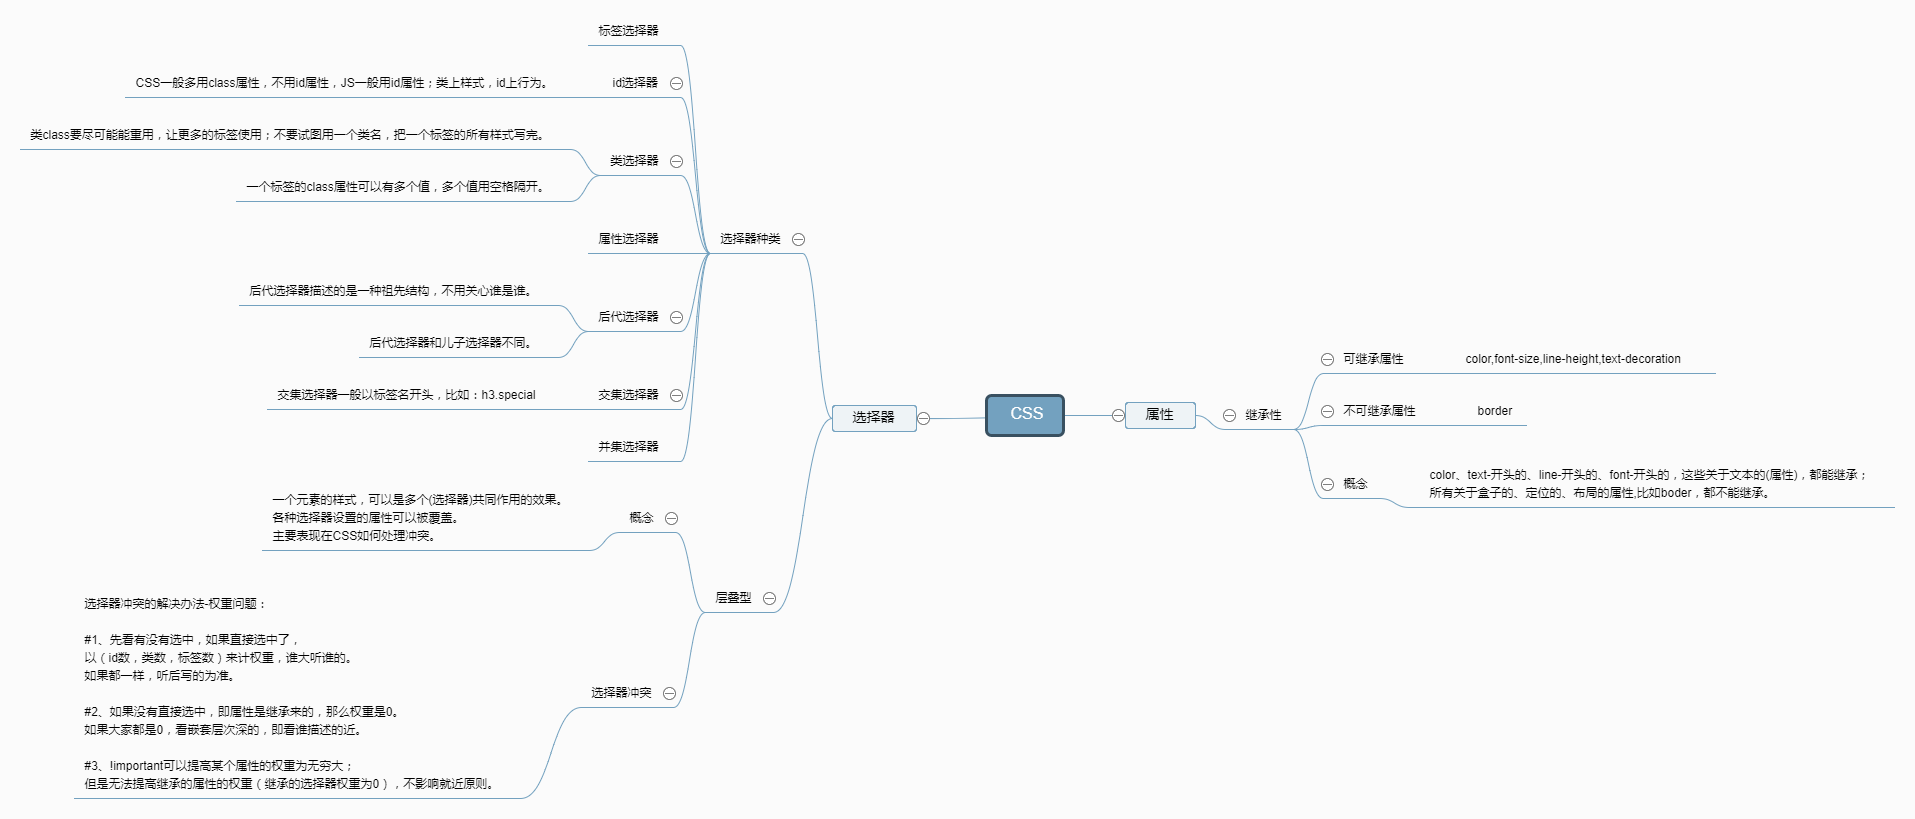 标签选择器
CSS一般多用class属性，不用id属性，JS一般用id属性；类上样式，id上行为。
id选择器
类class要尽可能能重用，让更多的标签使用；不要试图用一个类名，把一个标签的所有样式写完。
类选择器
一个标签的class属性可以有多个值，多个值用空格隔开。
属性选择器
选择器种类
后代选择器描述的是一种祖先结构，不用关心谁是谁。
后代选择器
后代选择器和儿子选择器不同。
交集选择器一般以标签名开头，比如：h3.special
交集选择器
并集选择器
选择器
CSS
属性
继承性
可继承属性
color,font-size,line-height,text-decoration
不可继承属性
border
概念
color、text-开头的、line-开头的、font-开头的，这些关于文本的(属性)，都能继承；
所有关于盒子的、定位的、布局的属性,比如boder，都不能继承。
一个元素的样式，可以是多个(选择器)共同作用的效果。
各种选择器设置的属性可以被覆盖。
主要表现在CSS如何处理冲突。
概念
层叠型
选择器冲突的解决办法-权重问题：
#1、先看有没有选中，如果直接选中了，
以（id数，类数，标签数）来计权重，谁大听谁的。
如果都一样，听后写的为准。
选择器冲突
#2、如果没有直接选中，即属性是继承来的，那么权重是0。
如果大家都是0，看嵌套层次深的，即看谁描述的近。
#3、!important可以提高某个属性的权重为无穷大；
但是无法提高继承的属性的权重（继承的选择器权重为0），不影响就近原则。